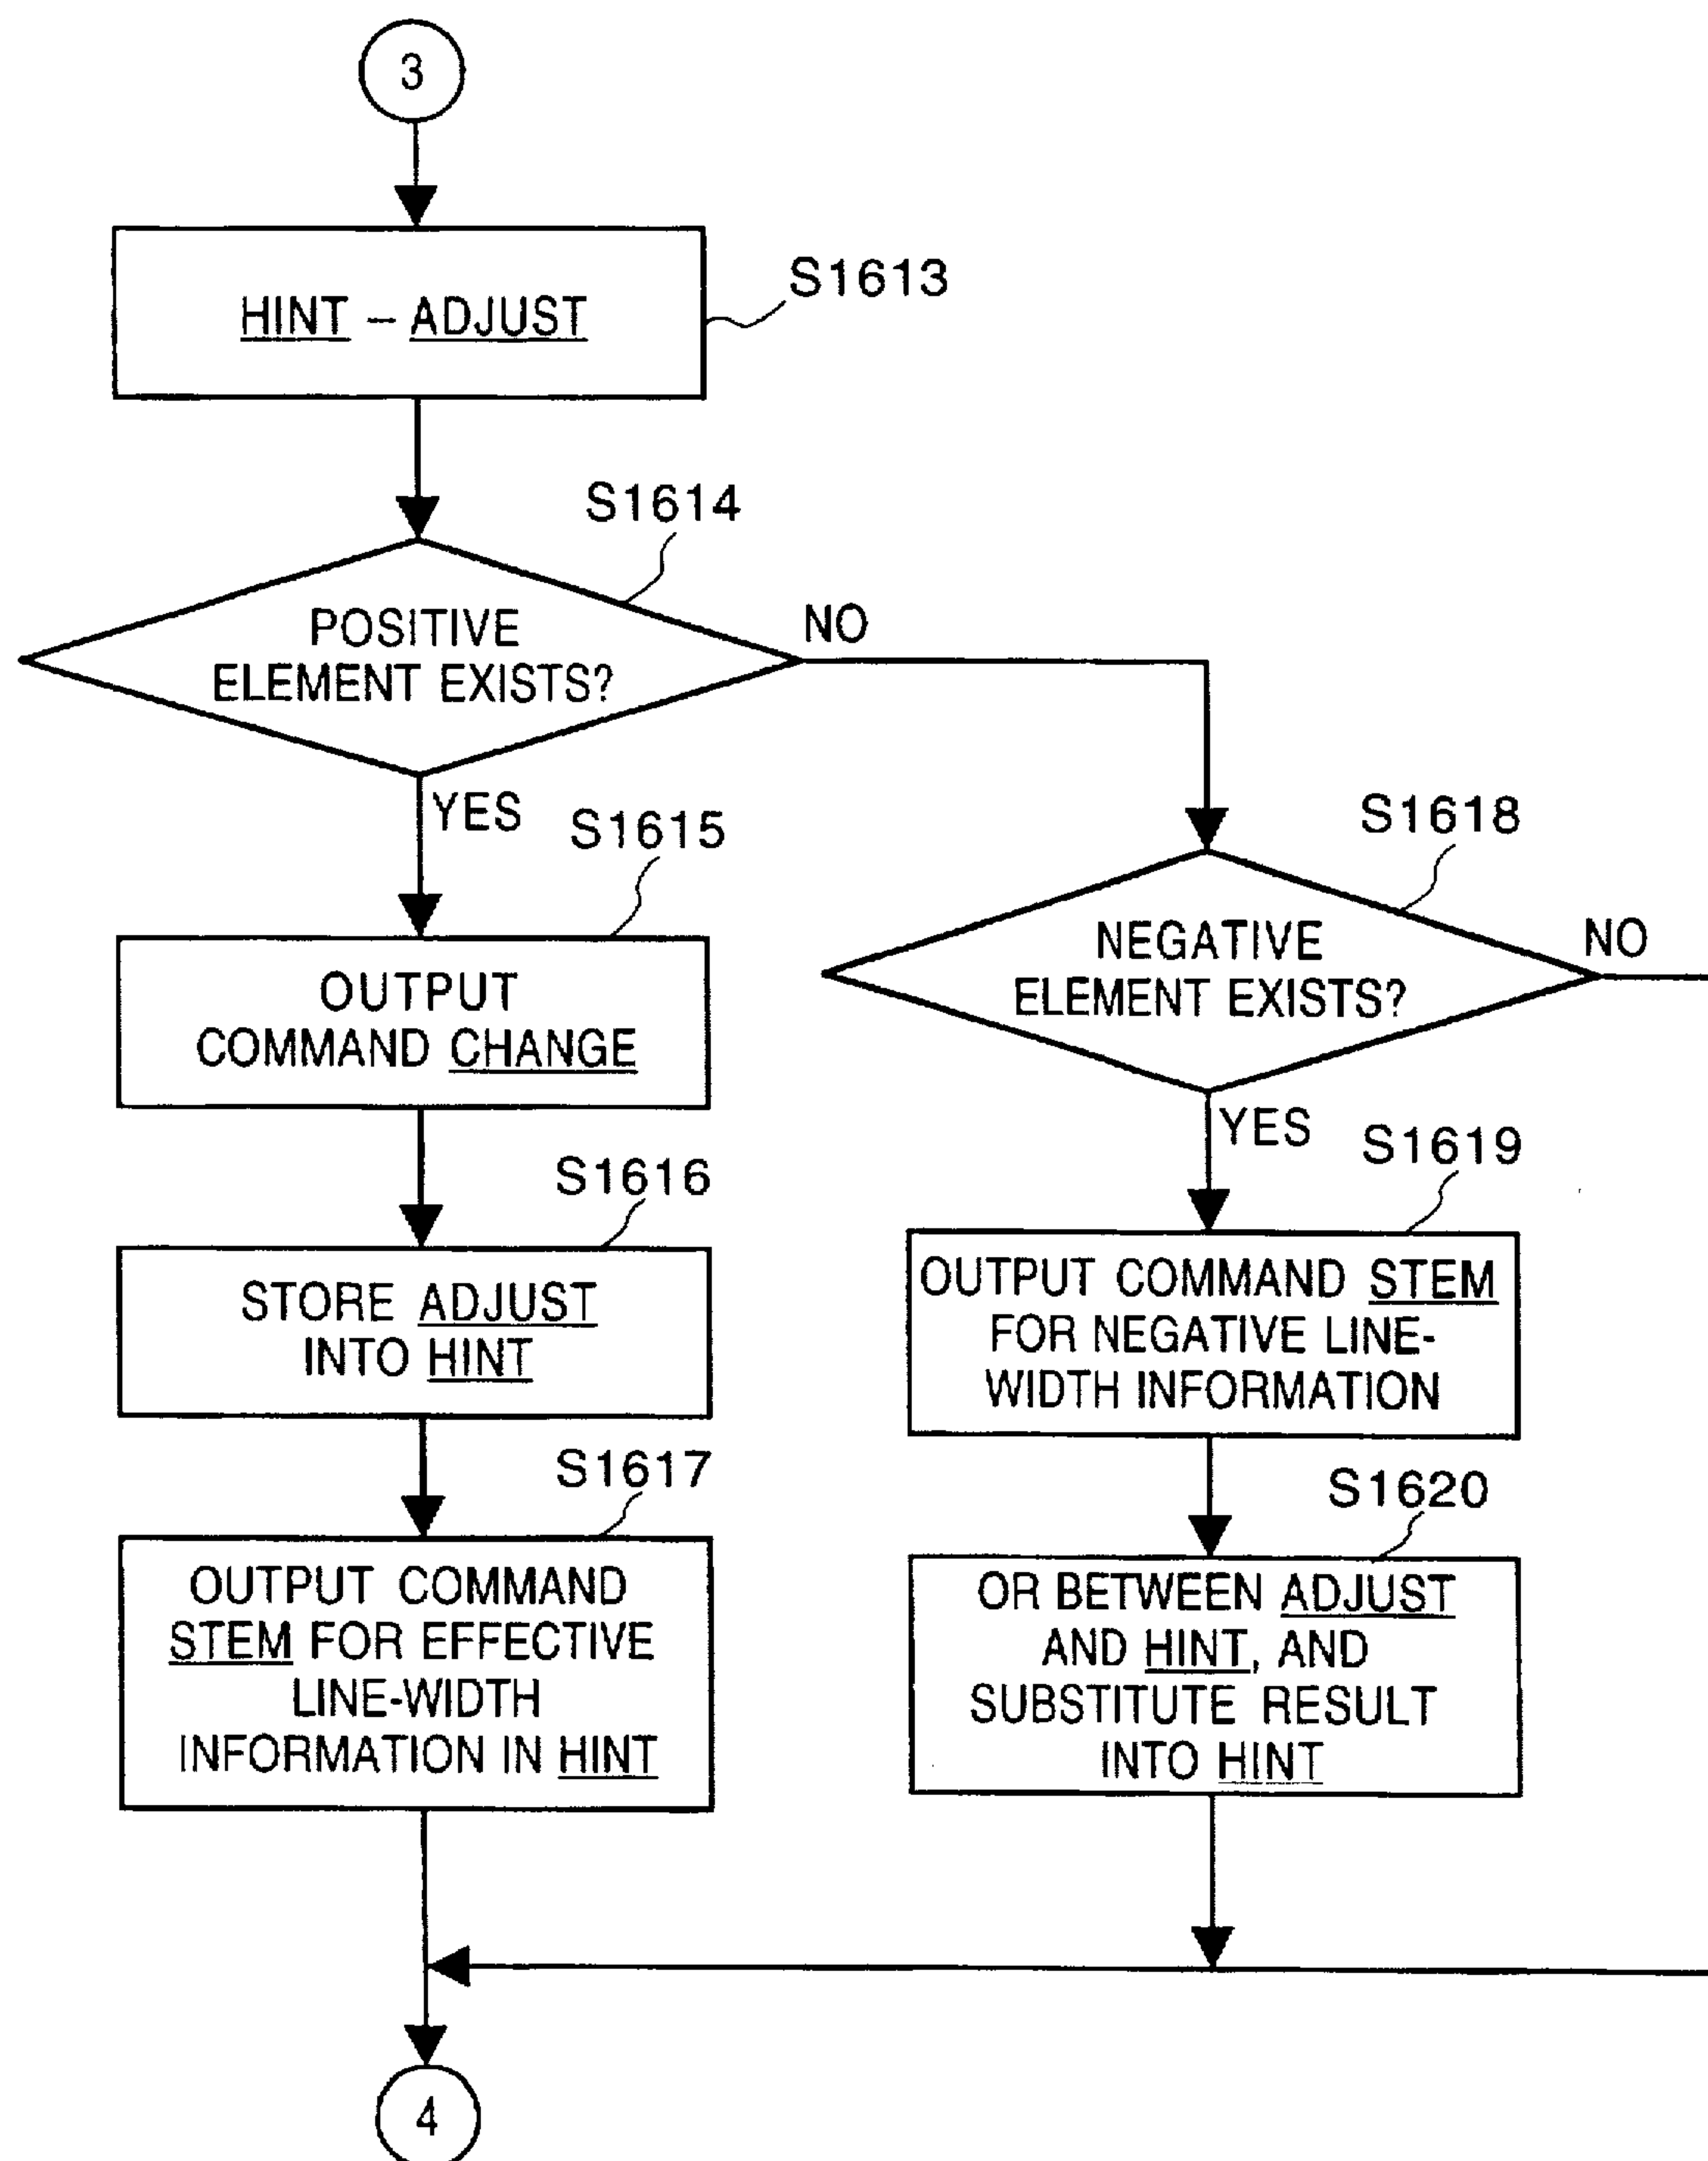 3
HINT – ADJUST
S1613
S1614
POSITIVE
ELEMENT EXISTS?
NO
YES
S1615
OUTPUT
COMMAND CHANGE
S1616
STORE ADJUST
INTO HINT
S1617
OUTPUT COMMAND
STEM FOR EFFECTIVE
LINE-WIDTH
INFORMATION IN HINT
S1618
NEGATIVE
ELEMENT EXISTS?
NO
YES
S1619
OUTPUT COMMAND STEM
FOR NEGATIVE LINE-
WIDTH INFORMATION
S1620
OR BETWEEN ADJUST
AND HINT, AND
SUBSTITUTE RESULT
INTO HINT
4